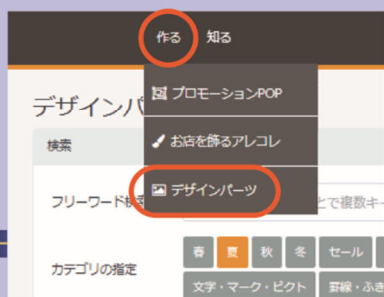 作る 知る
プロモーションPOP
デザインパ
お店を飾るアレコレ
検索
デザインパーツ
フリーワード検
とで複数キー
春 夏 秋 冬 セール
カテゴリの指定
文字・マーク・ピクト 罫線・ふき